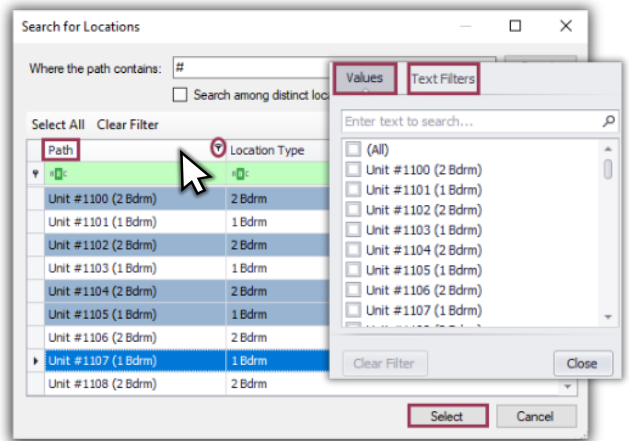 Search for Locations
Where the path contains: #
Search among distinct loc
Select All Clear Filter
Path Location Type
Unit #1100 (2 Bdrm) 2 Bdrm
Unit #1101 (1 Bdrm) 1 Bdrm
Unit #1102 (2 Bdrm) 2 Bdrm
Unit #1103 (1 Bdrm) 1 Bdrm
Unit #1104 (2 Bdrm) 2 Bdrm
Unit #1105 (1 Bdrm) 1 Bdrm
Unit #1106 (2 Bdrm) 2 Bdrm
Unit #1107 (1 Bdrm) 1 Bdrm
Unit #1108 (2 Bdrm) 2 Bdrm
Select Cancel
Values Text Filters
Enter text to search...
(All)
Unit #1100 (2 Bdrm)
Unit #1101 (1 Bdrm)
Unit #1102 (2 Bdrm)
Unit #1103 (1 Bdrm)
Unit #1104 (2 Bdrm)
Unit #1105 (1 Bdrm)
Unit #1106 (2 Bdrm)
Unit #1107 (1 Bdrm)
Clear Filter Close